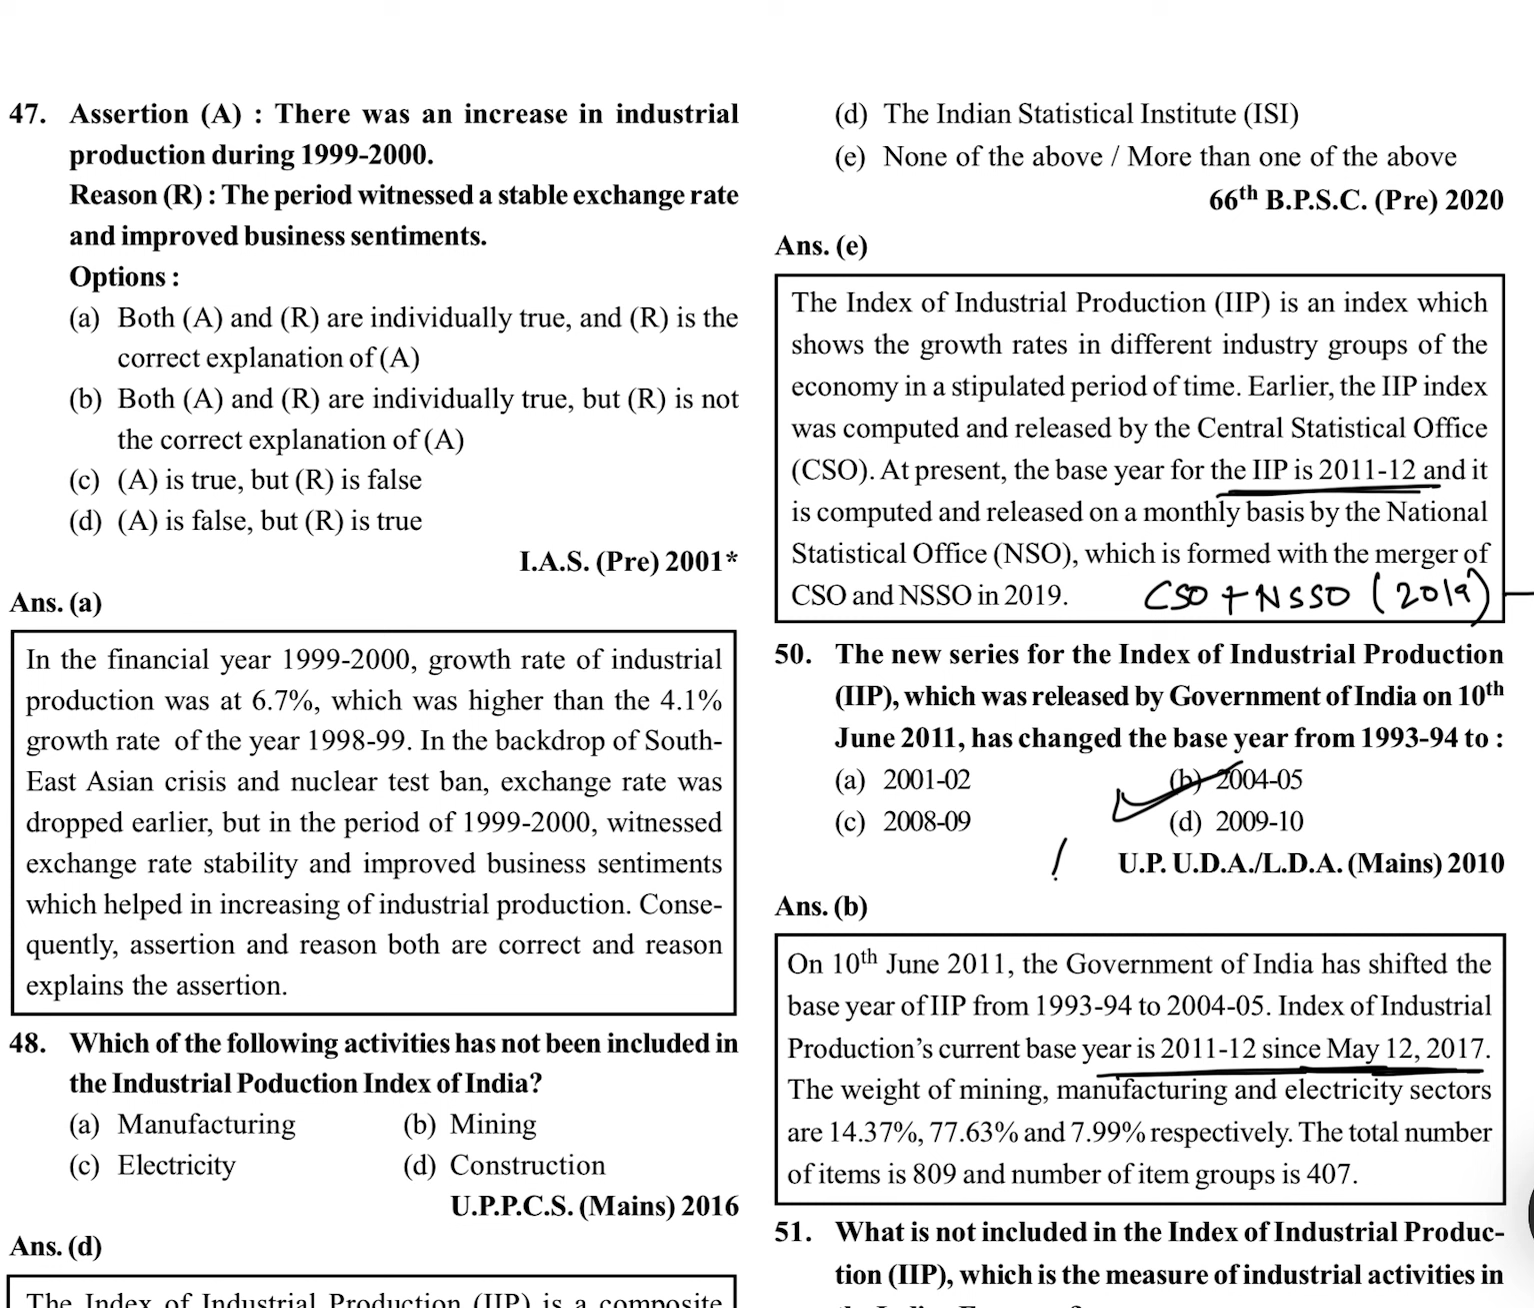 47. Assertion (A) : There was an increase in industrial
production during 1999-2000.
Reason (R) : The period witnessed a stable exchange rate
and improved business sentiments.
Options :
(a) Both (A) and (R) are individually true, and (R) is the
correct explanation of (A)
(b) Both (A) and (R) are individually true, but (R) is not
the correct explanation of (A)
(c) (A) is true, but (R) is false
(d) (A) is false, but (R) is true
I.A.S. (Pre) 2001*
Ans. (a)
In the financial year 1999-2000, growth rate of industrial
production was at 6.7%, which was higher than the 4.1%
growth rate of the year 1998-99. In the backdrop of South-
East Asian crisis and nuclear test ban, exchange rate was
dropped earlier, but in the period of 1999-2000, witnessed
exchange rate stability and improved business sentiments
which helped in increasing of industrial production. Conse-
quently, assertion and reason both are correct and reason
explains the assertion.
48. Which of the following activities has not been included in
the Industrial Poduction Index of India?
(a) Manufacturing (b) Mining
(c) Electricity (d) Construction
U.P.P.C.S. (Mains) 2016
Ans. (d)
The Index of Industrial Production (IIP) is a composite
(d) The Indian Statistical Institute (ISI)
(e) None of the above / More than one of the above
66th B.P.S.C. (Pre) 2020
Ans. (e)
The Index of Industrial Production (IIP) is an index which
shows the growth rates in different industry groups of the
economy in a stipulated period of time. Earlier, the IIP index
was computed and released by the Central Statistical Office
(CSO). At present, the base year for the IIP is 2011-12 and it
is computed and released on a monthly basis by the National
Statistical Office (NSO), which is formed with the merger of
CSO and NSSO in 2019. CSO + NSSO (2019)
50. The new series for the Index of Industrial Production
(IIP), which was released by Government of India on 10th
June 2011, has changed the base year from 1993-94 to :
(a) 2001-02 (b) 2004-05
(c) 2008-09 (d) 2009-10
! U.P. U.D.A./L.D.A. (Mains) 2010
Ans. (b)
On 10th June 2011, the Government of India has shifted the
base year of IIP from 1993-94 to 2004-05. Index of Industrial
Production's current base year is 2011-12 since May 12, 2017.
The weight of mining, manufacturing and electricity sectors
are 14.37%, 77.63% and 7.99% respectively. The total number
of items is 809 and number of item groups is 407.
51. What is not included in the Index of Industrial Produc-
tion (IIP), which is the measure of industrial activities in